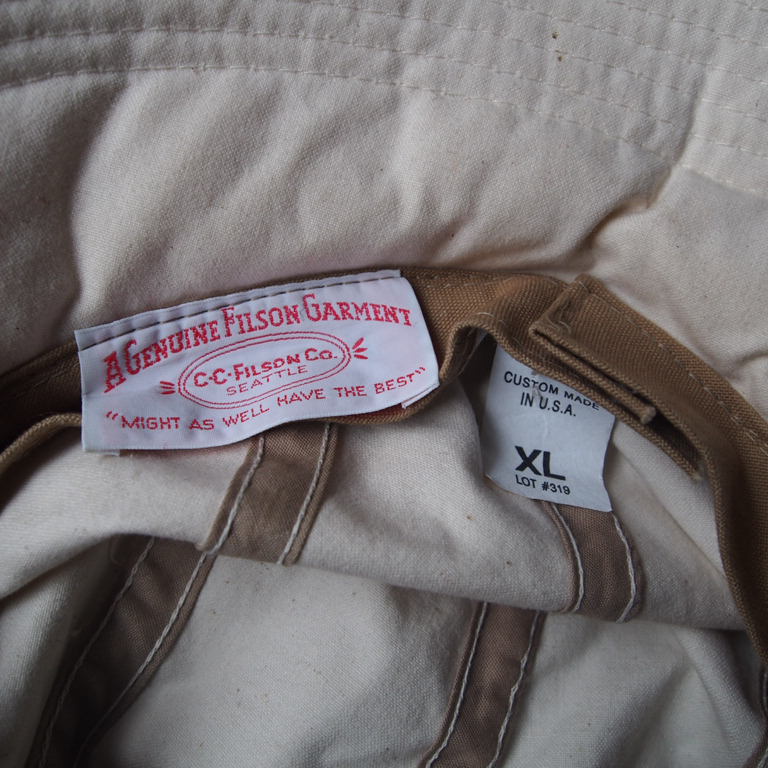 A GENUINE FILSON GARMENT
C·C·FILSON CO.
SEATTLE
"MIGHT AS WELL HAVE THE BEST"
CUSTOM MADE
IN U.S.A.
XL
LOT #319